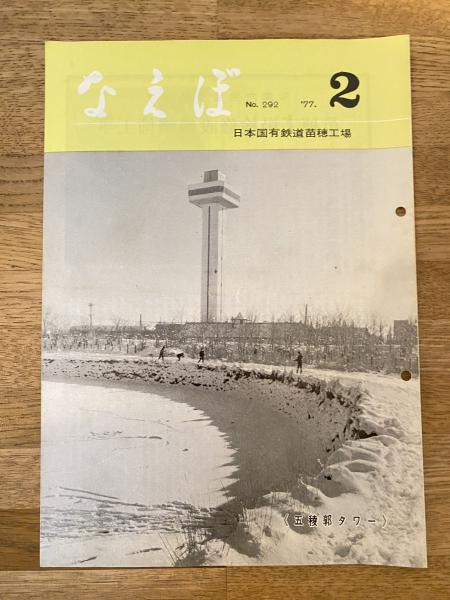 なえぼ No. 292 '77. 2
日本国有鉄道苗穂工場
《五稜郭タワー》